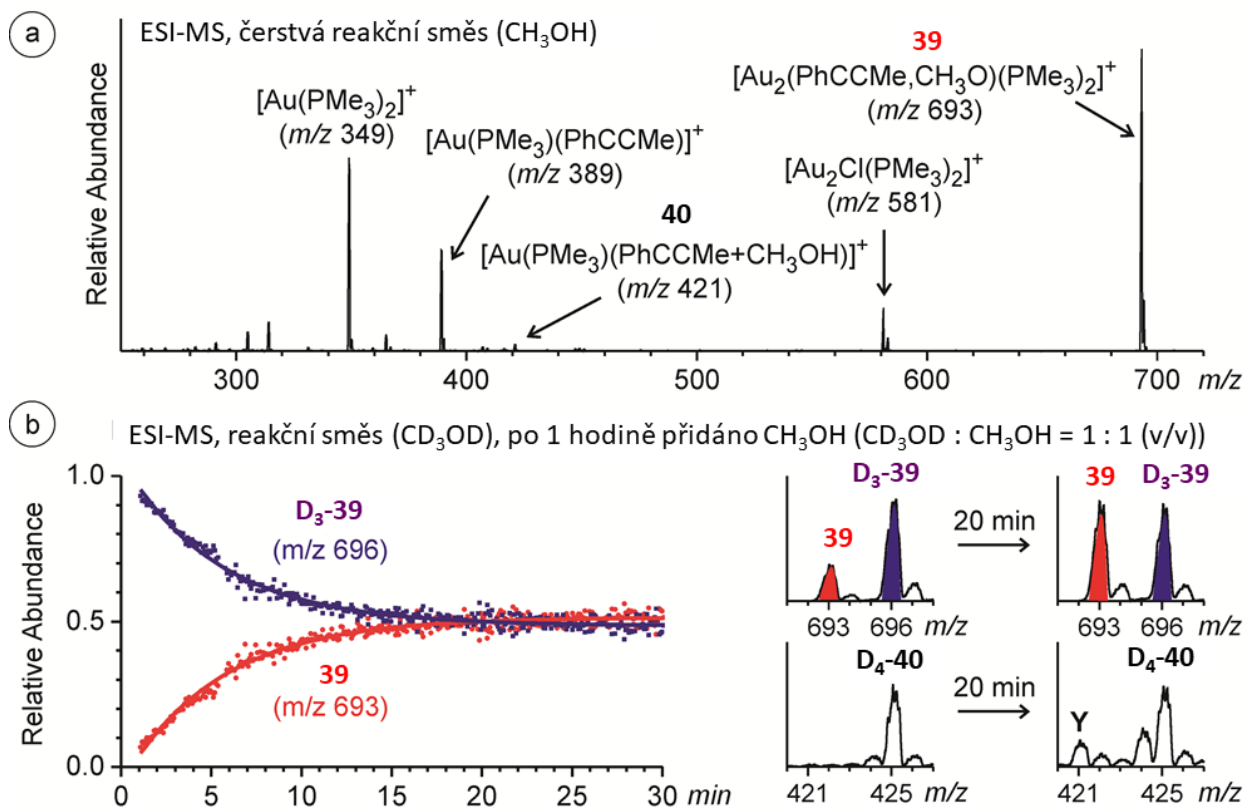 a
ESI-MS, čerstvá reakční směs (CH₃OH)
39
[Au₂(PhCCMe,CH₃O)(PMe₃)₂]⁺
(m/z 693)
[Au(PMe₃)₂]⁺
(m/z 349)
[Au(PMe₃)(PhCCMe)]⁺
(m/z 389)
[Au₂Cl(PMe₃)₂]⁺
(m/z 581)
40
[Au(PMe₃)(PhCCMe+CH₃OH)]⁺
(m/z 421)
Relative Abundance
300 400 500 600 700 m/z
b
ESI-MS, reakční směs (CD₃OD), po 1 hodině přidáno CH₃OH (CD₃OD : CH₃OH = 1 : 1 (v/v))
Relative Abundance
1.0
0.5
0.0
D₃-39
(m/z 696)
39
(m/z 693)
0 5 10 15 20 25 30 min
39 D₃-39
20 min
39 D₃-39
693 696 m/z
693 696 m/z
D₄-40
20 min
Y D₄-40
421 425 m/z
421 425 m/z